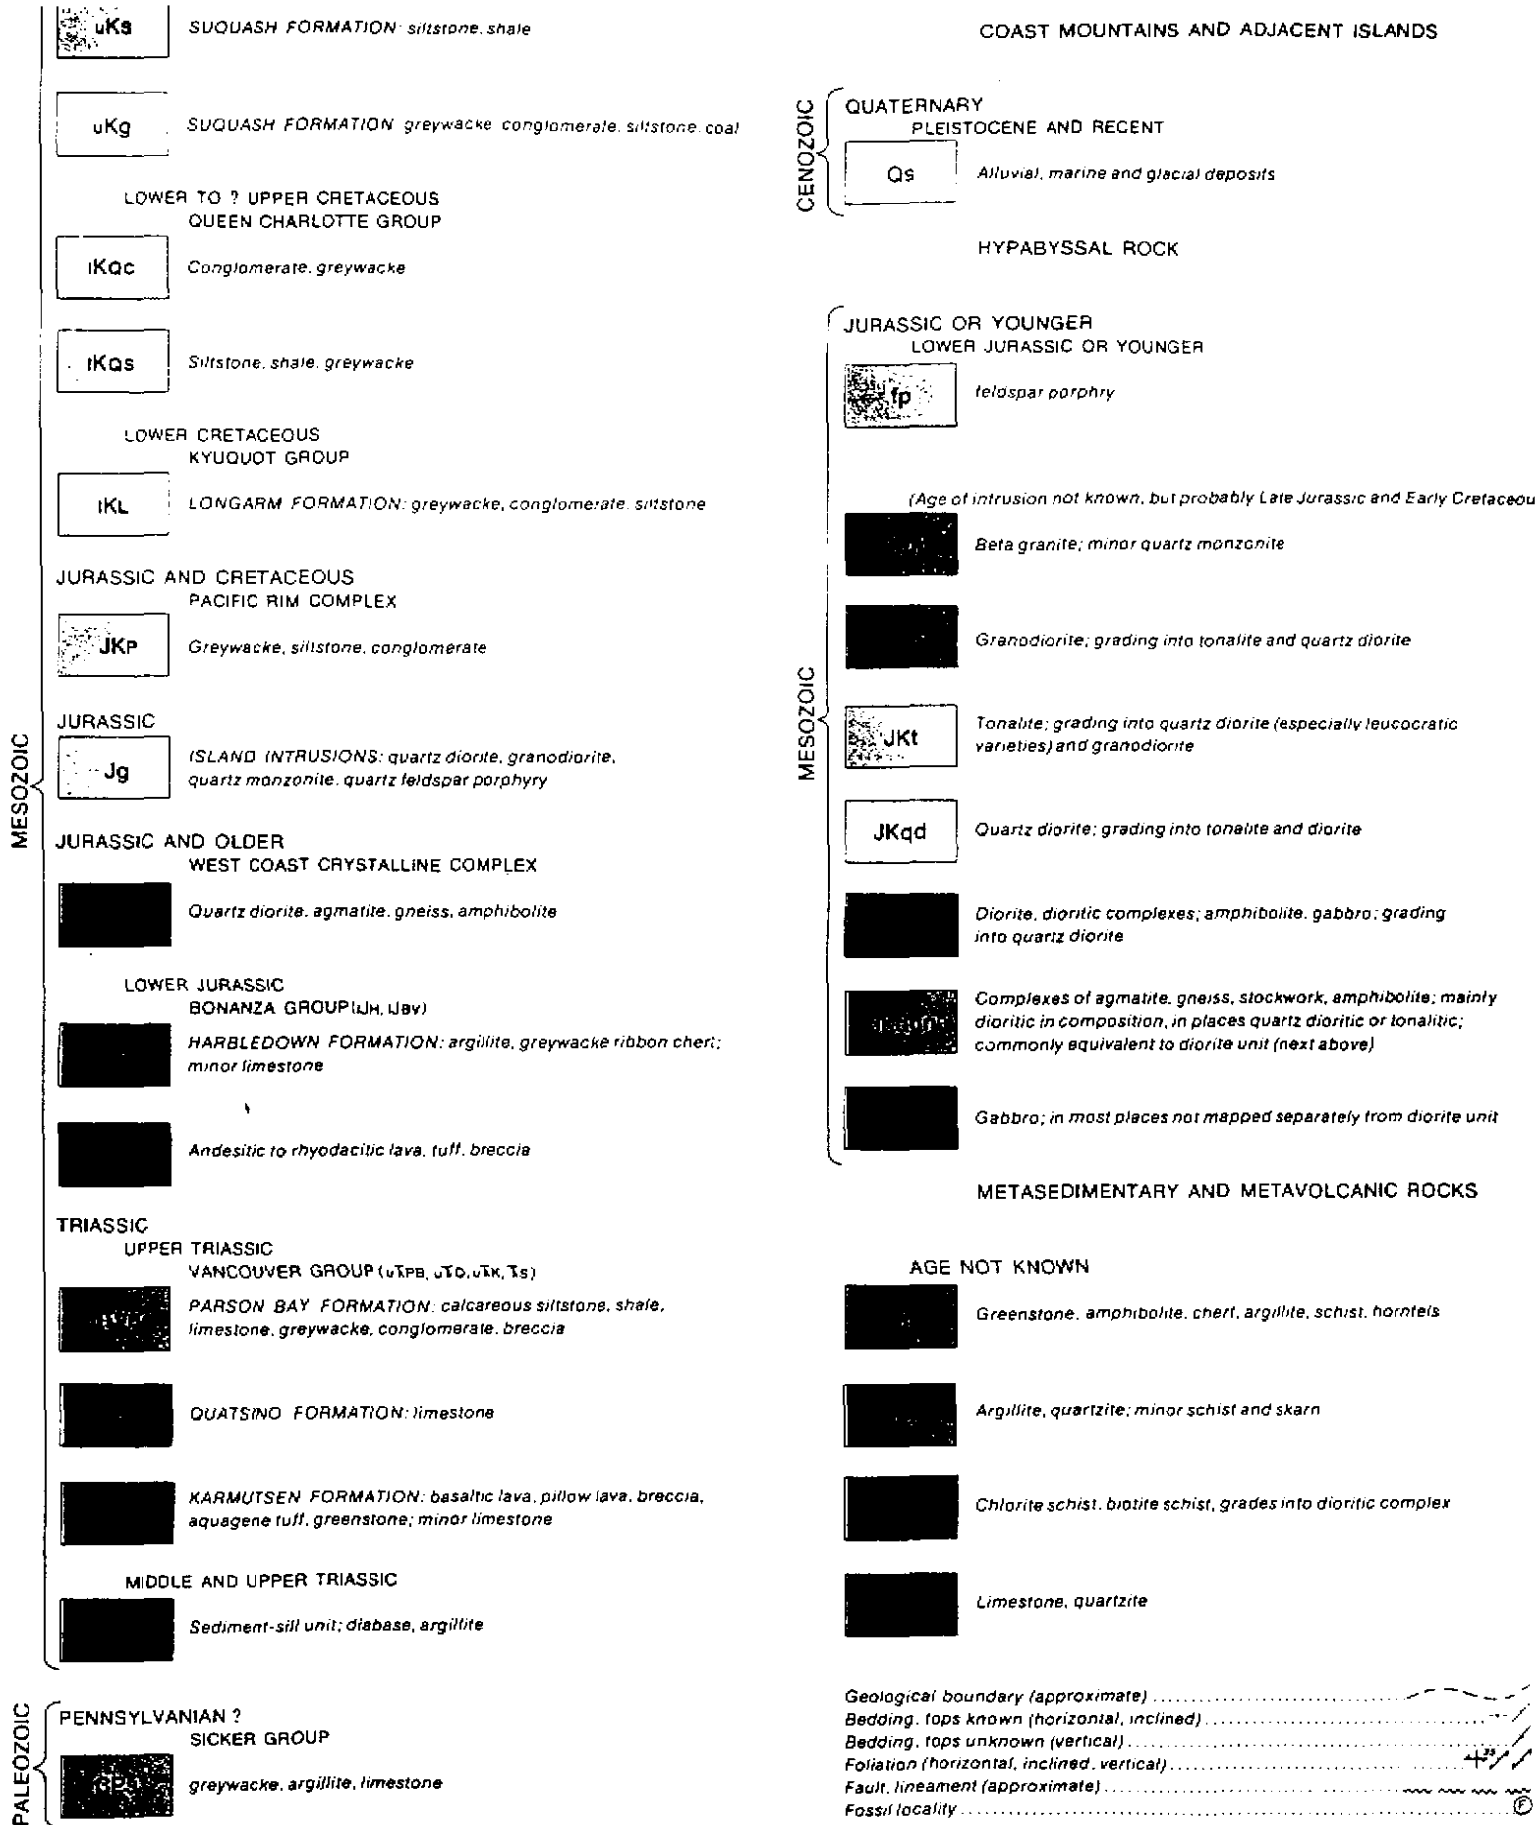 MESOZOIC
uKs SUQUASH FORMATION: siltstone, shale
uKg SUQUASH FORMATION greywacke conglomerate, siltstone, coal
LOWER TO ? UPPER CRETACEOUS
QUEEN CHARLOTTE GROUP
IKQc Conglomerate, greywacke
IKQs Siltstone, shale, greywacke
LOWER CRETACEOUS
KYUQUOT GROUP
IKL LONGARM FORMATION: greywacke, conglomerate, siltstone
JURASSIC AND CRETACEOUS
PACIFIC RIM COMPLEX
JKP Greywacke, siltstone, conglomerate
JURASSIC
Jg ISLAND INTRUSIONS: quartz diorite, granodiorite,
quartz monzonite, quartz feldspar porphyry
JURASSIC AND OLDER
WEST COAST CRYSTALLINE COMPLEX
Quartz diorite, agmatite, gneiss, amphibolite
LOWER JURASSIC
BONANZA GROUP (IJH, IJBV)
HARBLEDOWN FORMATION: argillite, greywacke ribbon chert;
minor limestone
Andesitic to rhyodacitic lava, tuff, breccia
TRIASSIC
UPPER TRIASSIC
VANCOUVER GROUP (uTPB, uTQ, uTK, Ts)
PARSON BAY FORMATION: calcareous siltstone, shale,
limestone, greywacke, conglomerate, breccia
QUATSINO FORMATION: limestone
KARMUTSEN FORMATION: basaltic lava, pillow lava, breccia,
aquagene tuff, greenstone; minor limestone
MIDDLE AND UPPER TRIASSIC
Sediment-sill unit; diabase, argillite
PALEOZOIC
PENNSYLVANIAN ?
SICKER GROUP
greywacke, argillite, limestone
COAST MOUNTAINS AND ADJACENT ISLANDS
CENOZOIC
QUATERNARY
PLEISTOCENE AND RECENT
Qs Alluvial, marine and glacial deposits
HYPABYSSAL ROCK
MESOZOIC
JURASSIC OR YOUNGER
LOWER JURASSIC OR YOUNGER
fp feldspar porphry
(Age of intrusion not known, but probably Late Jurassic and Early Cretaceou
Beta granite; minor quartz monzonite
Granodiorite; grading into tonalite and quartz diorite
JKt Tonalite; grading into quartz diorite (especially leucocratic
varieties) and granodiorite
JKqd Quartz diorite; grading into tonalite and diorite
Diorite, dioritic complexes; amphibolite, gabbro; grading
into quartz diorite
Complexes of agmatite, gneiss, stockwork, amphibolite; mainly
dioritic in composition, in places quartz dioritic or tonalitic;
commonly equivalent to diorite unit (next above)
Gabbro; in most places not mapped separately from diorite unit
METASEDIMENTARY AND METAVOLCANIC ROCKS
AGE NOT KNOWN
Greenstone, amphibolite, chert, argillite, schist, hornfels
Argillite, quartzite; minor schist and skarn
Chlorite schist, biotite schist, grades into dioritic complex
Limestone, quartzite
Geological boundary (approximate)
Bedding, tops known (horizontal, inclined)
Bedding, tops unknown (vertical)
Foliation (horizontal, inclined, vertical)
Fault, lineament (approximate)
Fossil locality F